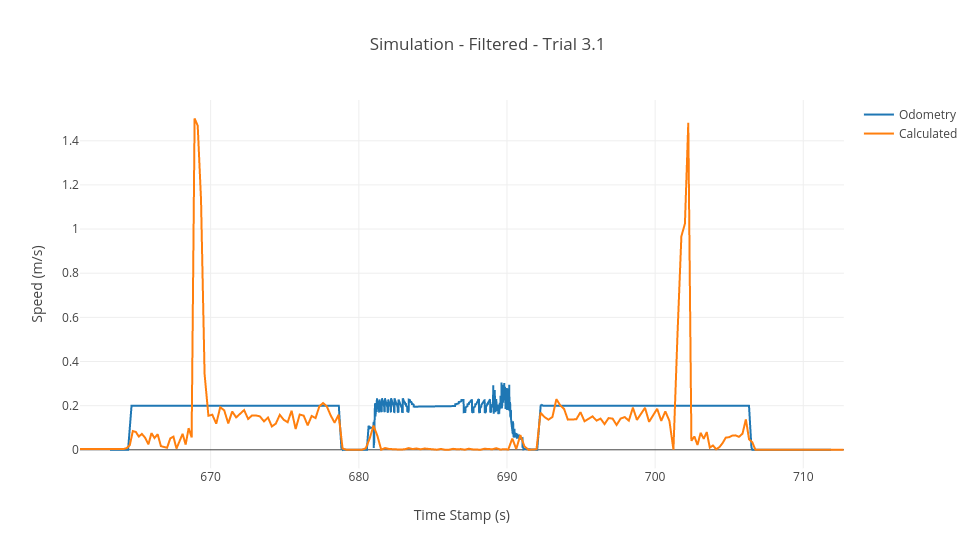 Simulation - Filtered - Trial 3.1
Odometry
Calculated
Speed (m/s)
1.4
1.2
1
0.8
0.6
0.4
0.2
0
670
680
690
700
710
Time Stamp (s)